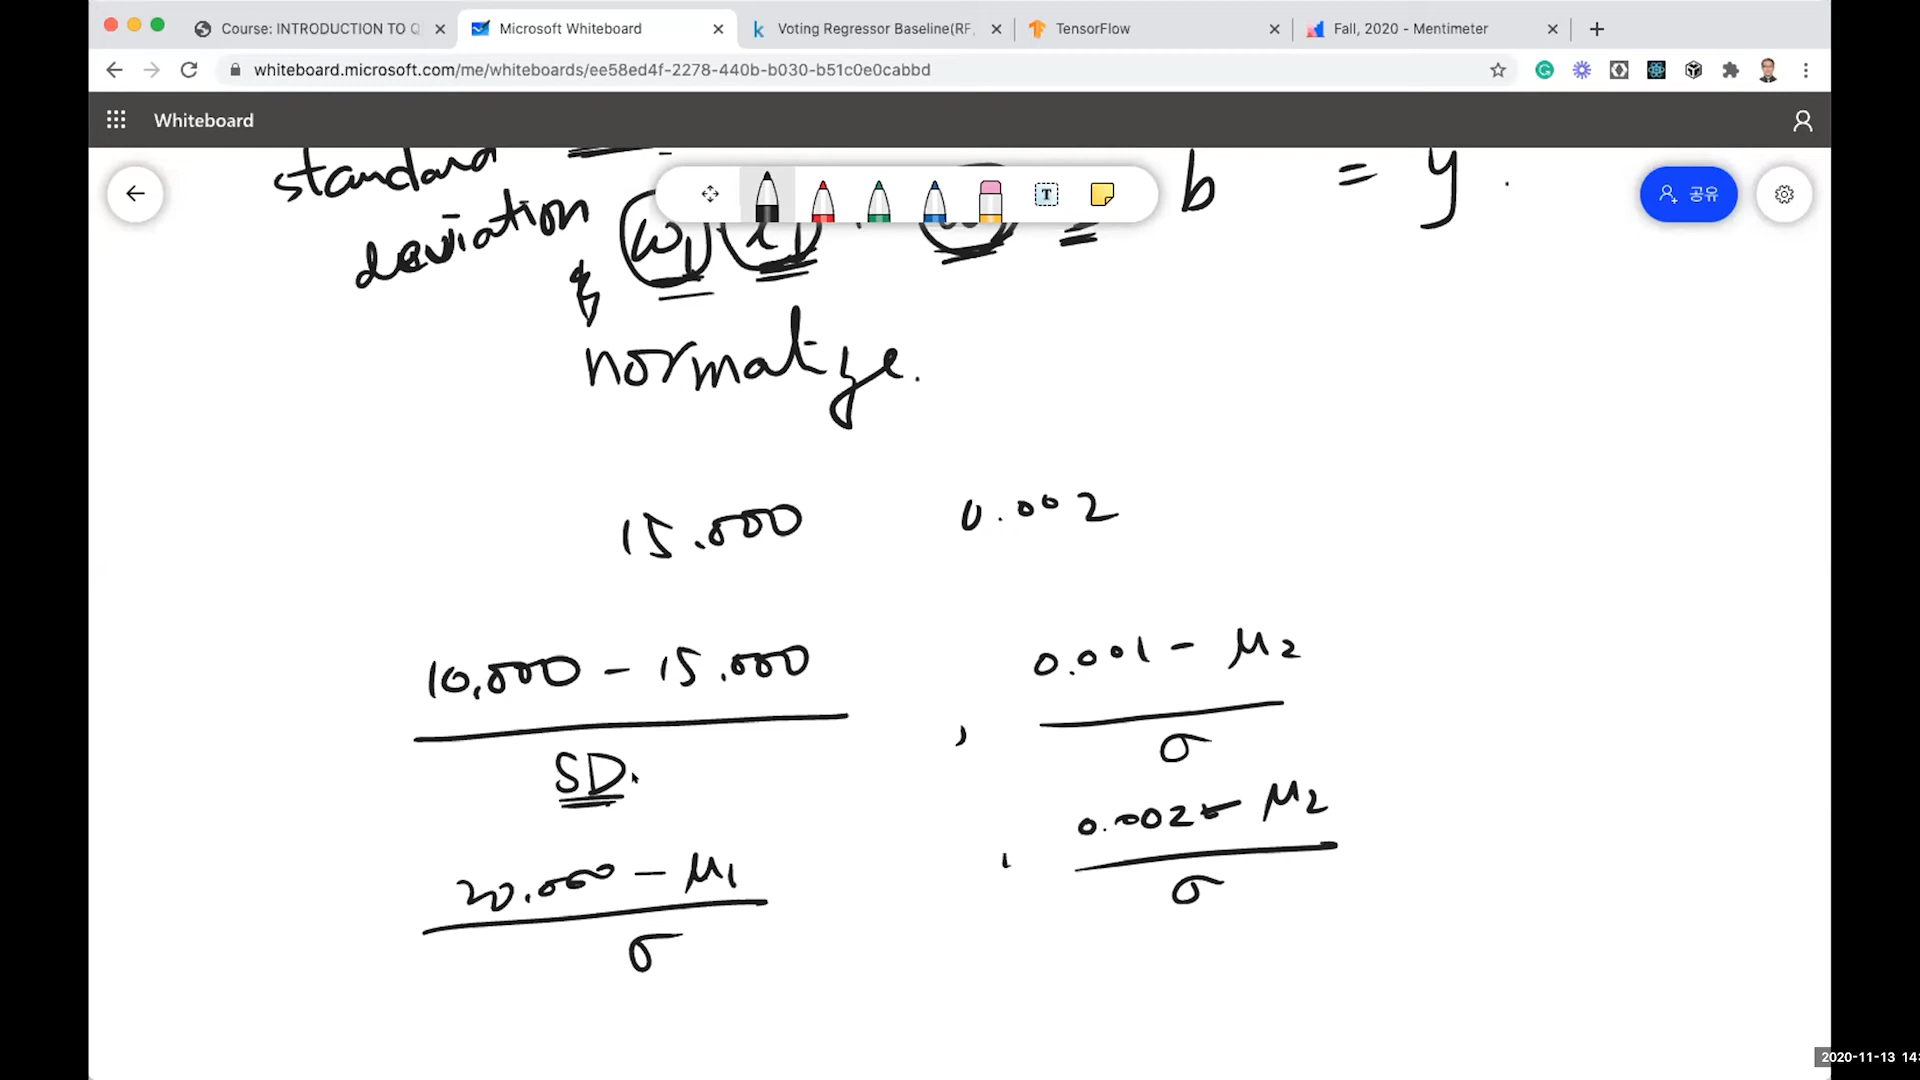 Course: INTRODUCTION TO Q
Microsoft Whiteboard
Voting Regressor Baseline(RF,
TensorFlow
Fall, 2020 - Mentimeter
whiteboard.microsoft.com/me/whiteboards/ee58ed4f-2278-440b-b030-b51c0e0cabbd
Whiteboard
standard
b = y .
공유
deviation
& ω1
normalize.
15.000 0.002
10,000 - 15.000
SD.
, 0.001 - μ2
σ
20.000 - μ1
σ
, 0.002 - μ2
σ
2020-11-13 14: